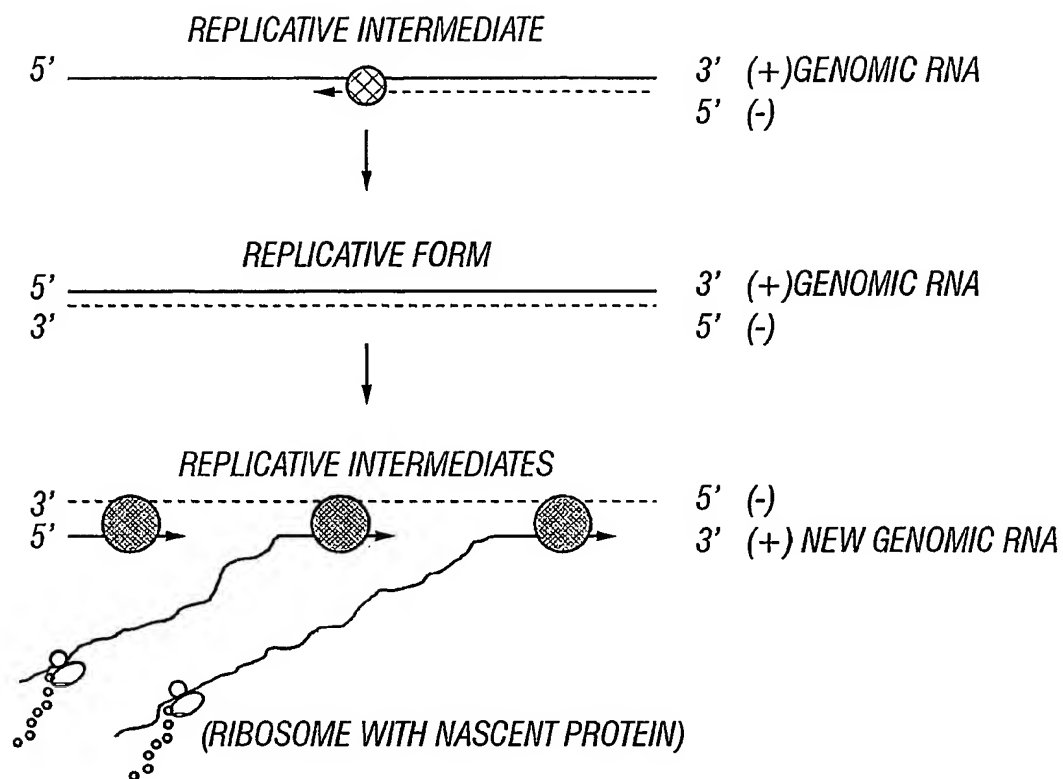 REPLICATIVE INTERMEDIATE
5’ 3’ (+)GENOMIC RNA
5’ (-)
REPLICATIVE FORM
5’ 3’ (+)GENOMIC RNA
3’ 5’ (-)
REPLICATIVE INTERMEDIATES
3’ 5’ (-)
5’ 3’ (+) NEW GENOMIC RNA
(RIBOSOME WITH NASCENT PROTEIN)